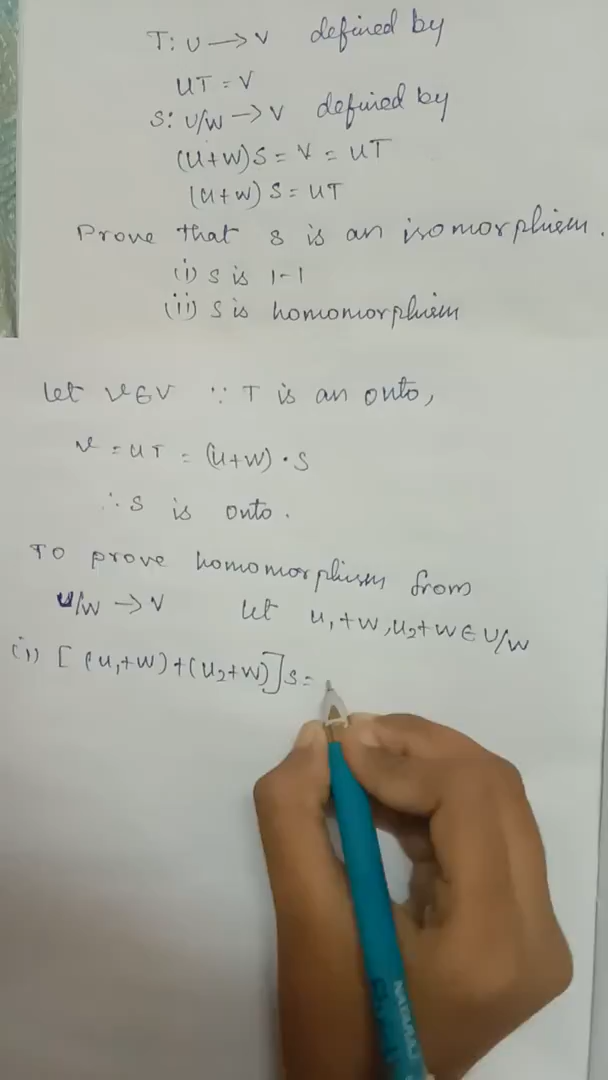 T: U → V defined by
UT = V
S: U/W → V defined by
(U+W)S = V = UT
(U+W) S = UT
Prove that S is an isomorphism.
(i) S is 1-1
(ii) S is homomorphism
Let v∈V ∵ T is an onto,
v = UT = (U+W) · S
∴ S is onto.
To prove homomorphism from
U/W → V Let U₁+W, U₂+W ∈ U/W
(i) [(U₁+W)+(U₂+W)]S =